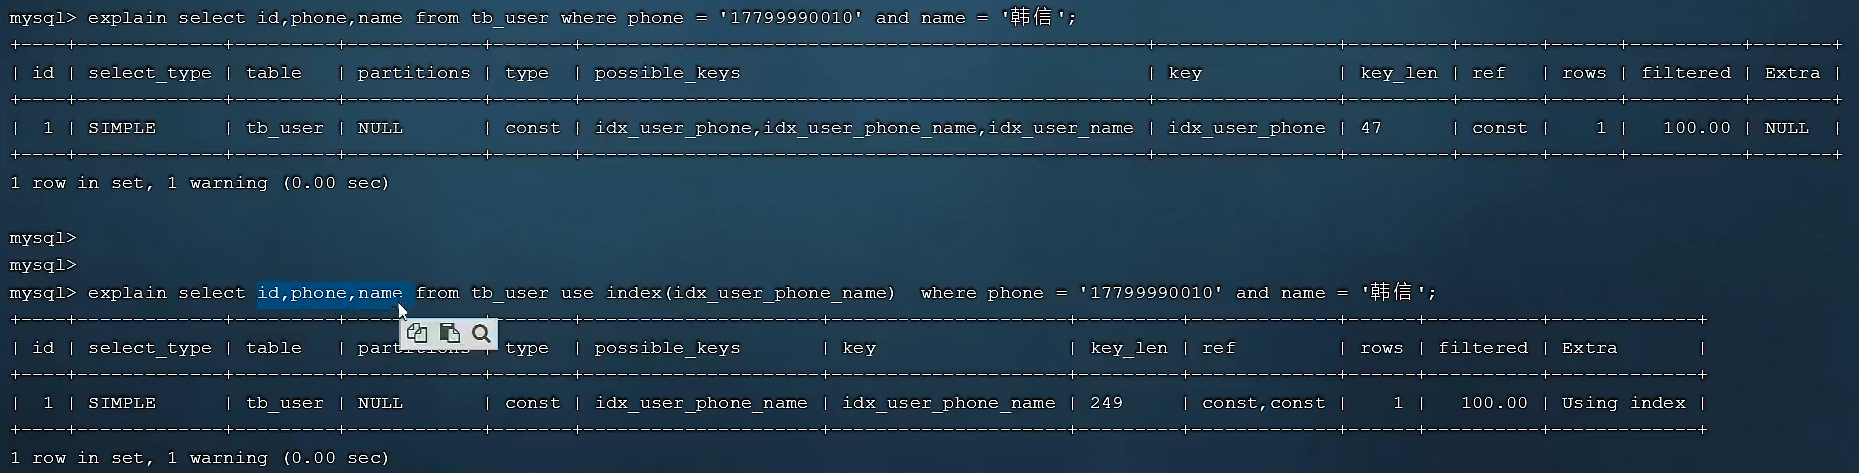 mysql> explain select id,phone,name from tb_user where phone = '17799990010' and name = '韩信';
+----+-------------+---------+------------+-------+--------------------------------------------------+----------------+---------+-------+------+----------+-------+
| id | select_type | table | partitions | type | possible_keys | key | key_len | ref | rows | filtered | Extra |
+----+-------------+---------+------------+-------+--------------------------------------------------+----------------+---------+-------+------+----------+-------+
| 1 | SIMPLE | tb_user | NULL | const | idx_user_phone,idx_user_phone_name,idx_user_name | idx_user_phone | 47 | const | 1 | 100.00 | NULL |
+----+-------------+---------+------------+-------+--------------------------------------------------+----------------+---------+-------+------+----------+-------+
1 row in set, 1 warning (0.00 sec)
mysql>
mysql>
mysql> explain select id,phone,name from tb_user use index(idx_user_phone_name) where phone = '17799990010' and name = '韩信';
+----+-------------+---------+------------+-------+---------------------+---------------------+---------+-------------+------+----------+-------------+
| id | select_type | table | partitions | type | possible_keys | key | key_len | ref | rows | filtered | Extra |
+----+-------------+---------+------------+-------+---------------------+---------------------+---------+-------------+------+----------+-------------+
| 1 | SIMPLE | tb_user | NULL | const | idx_user_phone_name | idx_user_phone_name | 249 | const,const | 1 | 100.00 | Using index |
+----+-------------+---------+------------+-------+---------------------+---------------------+---------+-------------+------+----------+-------------+
1 row in set, 1 warning (0.00 sec)